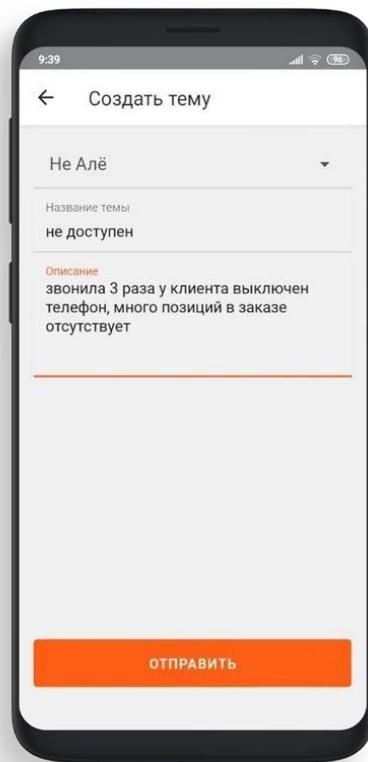 9:39
96
Создать тему
Не Алё
Название темы
не доступен
Описание
звонила 3 раза у клиента выключен
телефон, много позиций в заказе
отсутствует
ОТПРАВИТЬ